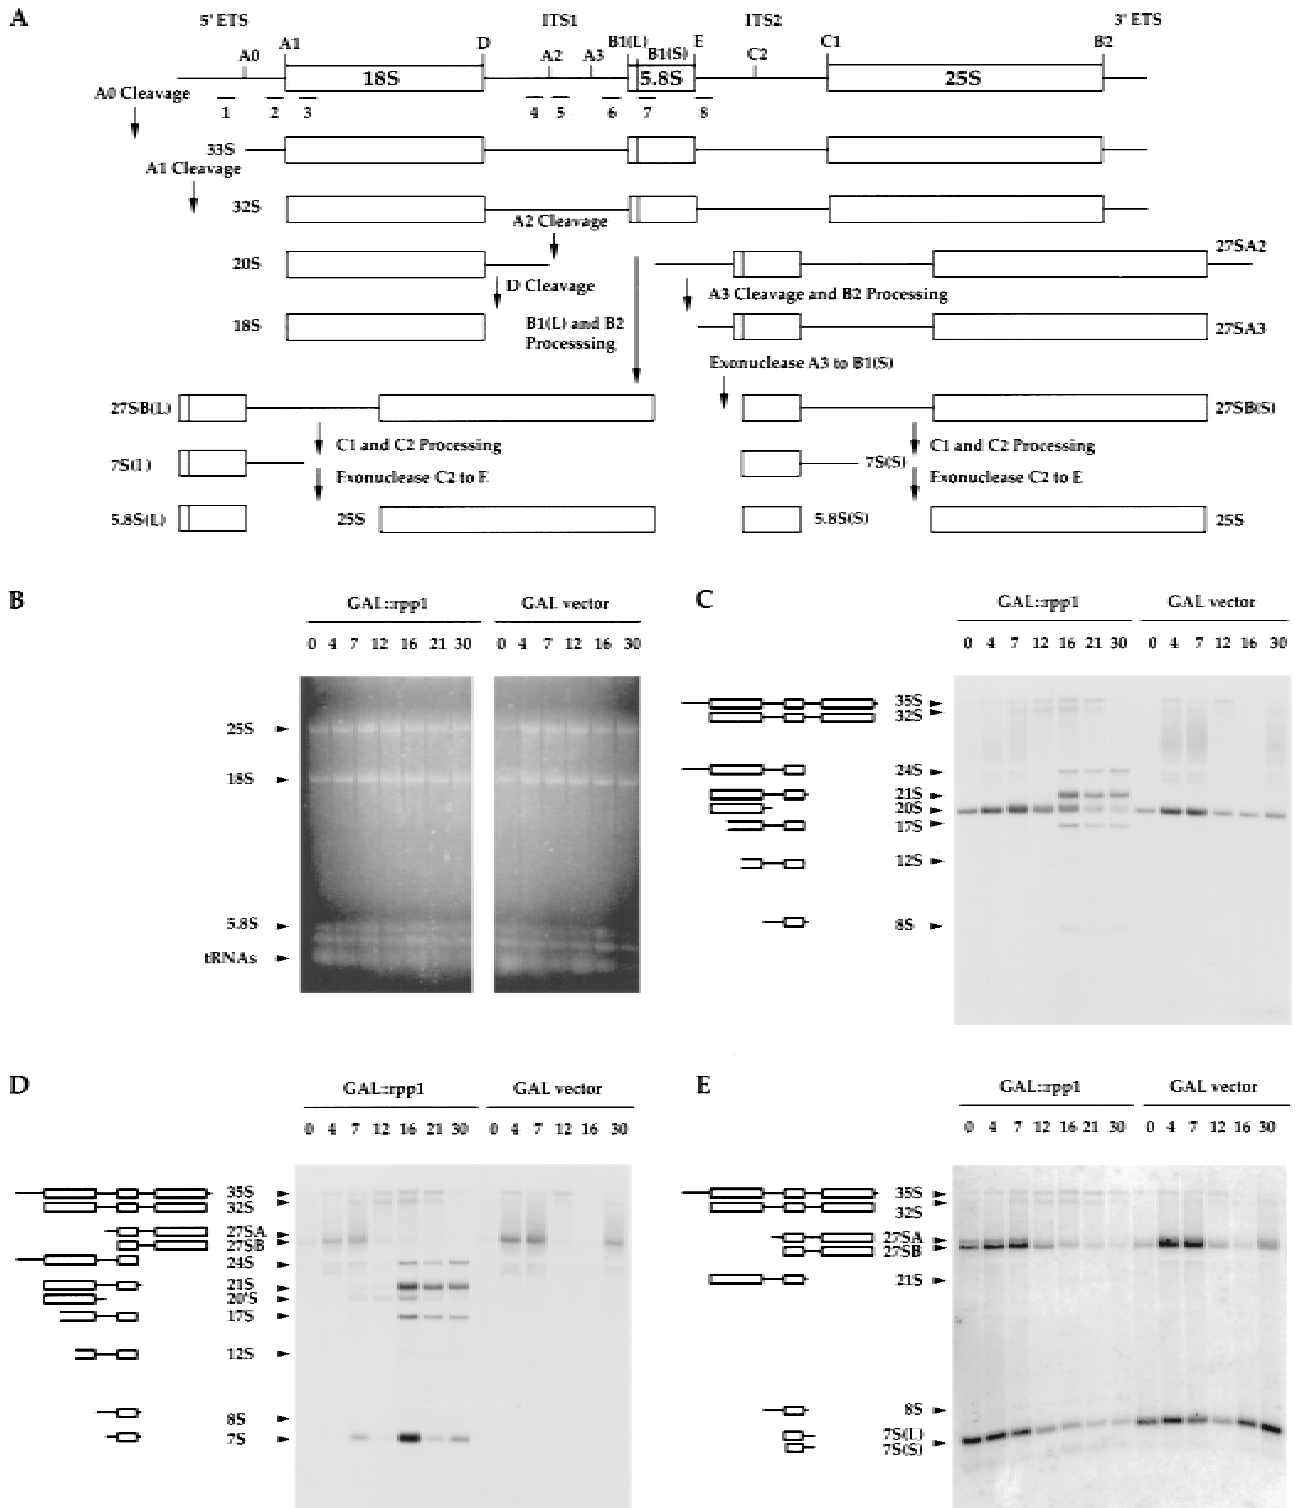 A
5' ETS ITS1 ITS2 3' ETS
A0 A1 D A2 A3 B1(L) B1(S) E C2 C1 B2
18S 5.8S 25S
A0 Cleavage
1 2 3 4 5 6 7 8
33S
A1 Cleavage
32S
A2 Cleavage
20S 27SA2
D Cleavage A3 Cleavage and B2 Processing
18S B1(L) and B2 27SA3
Processsing
Exonuclease A3 to B1(S)
27SB(L) 27SB(S)
C1 and C2 Processing C1 and C2 Processing
7S(L) 7S(S)
Exonuclease C2 to E Exonuclease C2 to E
5.8S(L) 25S 5.8S(S) 25S
B
GAL::rpp1 GAL vector
0 4 7 12 16 21 30 0 4 7 12 16 30
25S
18S
5.8S
tRNAs
C
GAL::rpp1 GAL vector
0 4 7 12 16 21 30 0 4 7 12 16 30
35S
32S
24S
21S
20S
17S
12S
8S
D
GAL::rpp1 GAL vector
0 4 7 12 16 21 30 0 4 7 12 16 30
35S
32S
27SA
27SB
24S
21S
20'S
17S
12S
8S
7S
E
GAL::rpp1 GAL vector
0 4 7 12 16 21 30 0 4 7 12 16 30
35S
32S
27SA
27SB
21S
8S
7S(L)
7S(S)